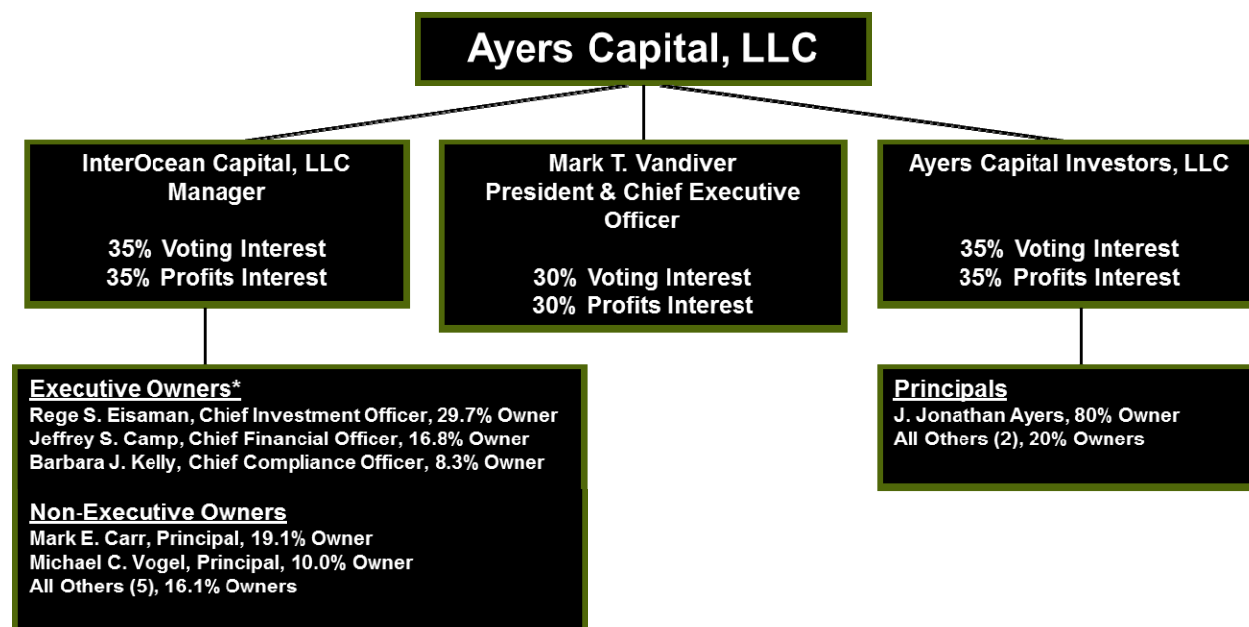 Ayers Capital, LLC
InterOcean Capital, LLC
Manager
35% Voting Interest
35% Profits Interest
Mark T. Vandiver
President & Chief Executive
Officer
30% Voting Interest
30% Profits Interest
Ayers Capital Investors, LLC
35% Voting Interest
35% Profits Interest
Executive Owners*
Rege S. Eisaman, Chief Investment Officer, 29.7% Owner
Jeffrey S. Camp, Chief Financial Officer, 16.8% Owner
Barbara J. Kelly, Chief Compliance Officer, 8.3% Owner
Non-Executive Owners
Mark E. Carr, Principal, 19.1% Owner
Michael C. Vogel, Principal, 10.0% Owner
All Others (5), 16.1% Owners
Principals
J. Jonathan Ayers, 80% Owner
All Others (2), 20% Owners